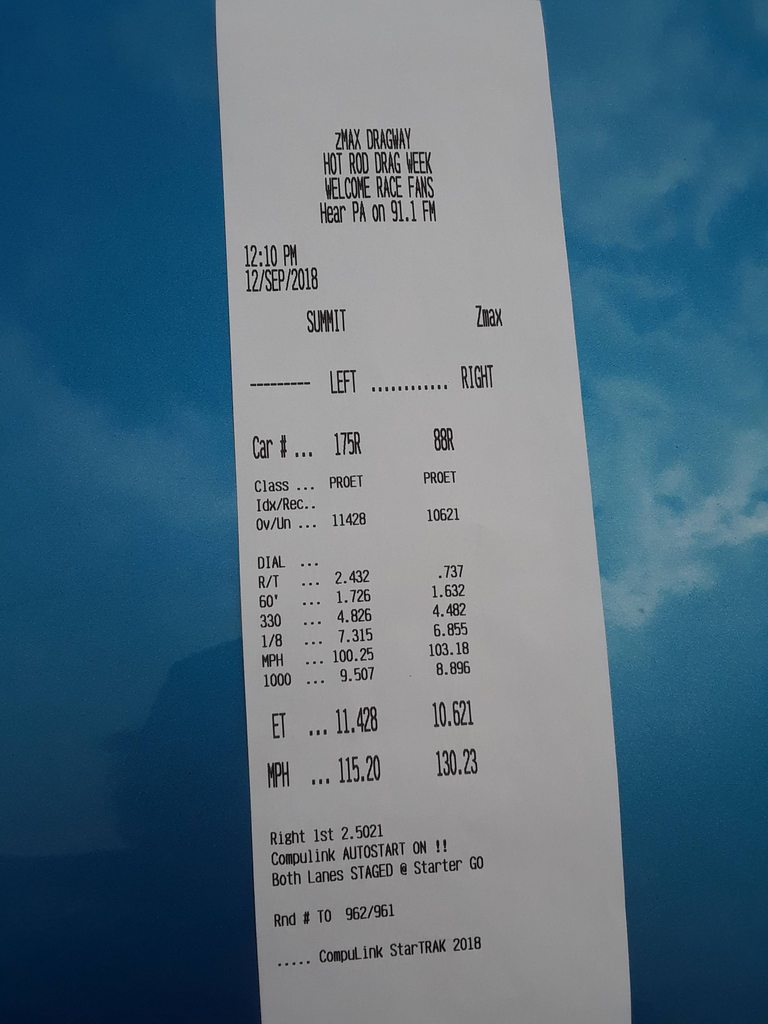 zMAX DRAGWAY
HOT ROD DRAG WEEK
WELCOME RACE FANS
Hear PA on 91.1 FM
12:10 PM
12/SEP/2018
SUMMIT Zmax
--------- LEFT ............ RIGHT
Car # ... 175R 88R
Class ... PROET PROET
Idx/Rec..
Ov/Un ... 11428 10621
DIAL ...
R/T ... 2.432 .737
60' ... 1.726 1.632
330 ... 4.826 4.482
1/8 ... 7.315 6.855
MPH ... 100.25 103.18
1000 ... 9.507 8.896
ET ... 11.428 10.621
MPH ... 115.20 130.23
Right 1st 2.5021
Compulink AUTOSTART ON !!
Both Lanes STAGED @ Starter GO
Rnd # TO 962/961
..... CompuLink StarTRAK 2018